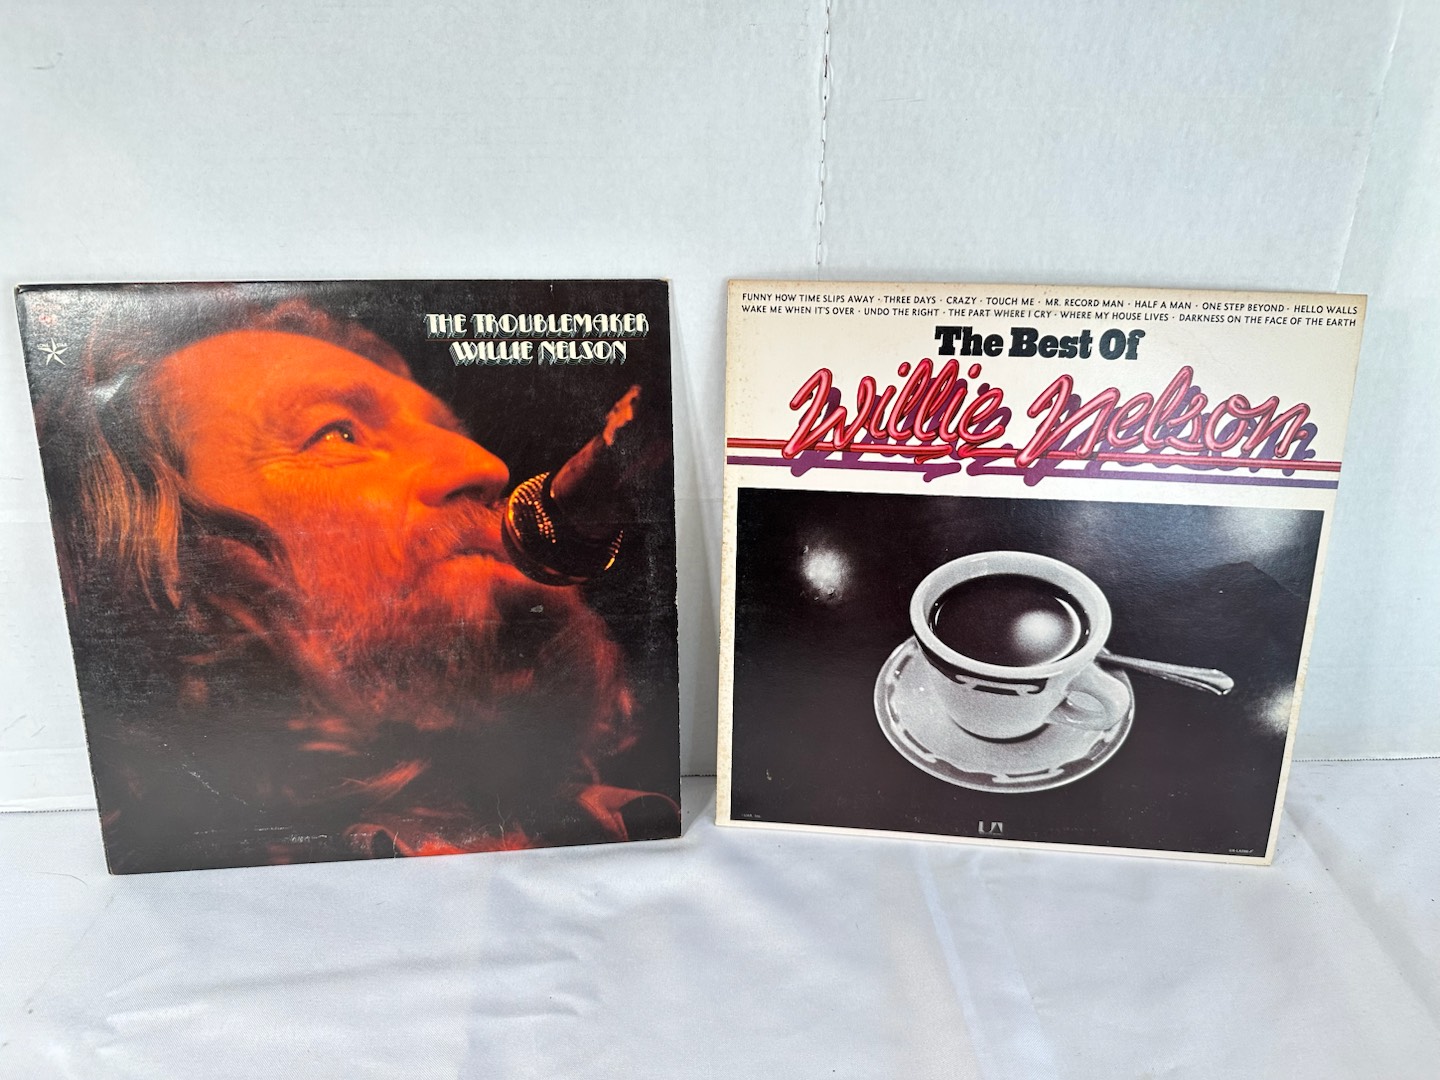 THE TROUBLEMAKER
WILLIE NELSON
FUNNY HOW TIME SLIPS AWAY · THREE DAYS · CRAZY · TOUCH ME · MR. RECORD MAN · HALF A MAN · ONE STEP BEYOND · HELLO WALLS
WAKE ME WHEN IT'S OVER · UNDO THE RIGHT · THE PART WHERE I CRY · WHERE MY HOUSE LIVES · DARKNESS ON THE FACE OF THE EARTH
The Best Of
Willie Nelson
UA